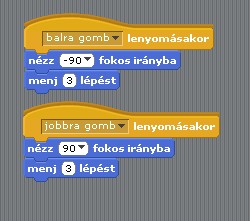 balra gomb lenyomásakor
nézz -90 fokos irányba
menj 3 lépést
jobbra gomb lenyomásakor
nézz 90 fokos irányba
menj 3 lépést